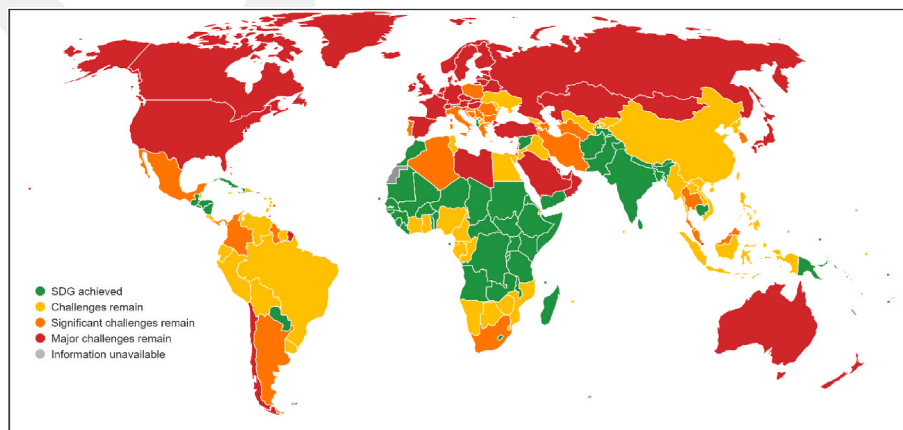 SDG achieved
Challenges remain
Significant challenges remain
Major challenges remain
Information unavailable